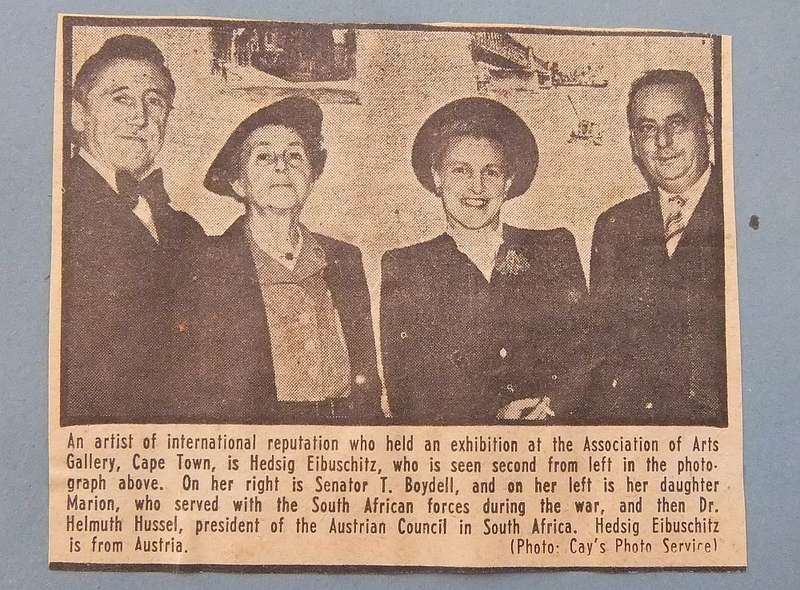 An artist of international reputation who held an exhibition at the Association of Arts
Gallery, Cape Town, is Hedsig Eibuschitz, who is seen second from left in the photo-
graph above. On her right is Senator T. Boydell, and on her left is her daughter
Marion, who served with the South African forces during the war, and then Dr.
Helmuth Hussel, president of the Austrian Council in South Africa. Hedsig Eibuschitz
is from Austria. (Photo: Cay's Photo Service)